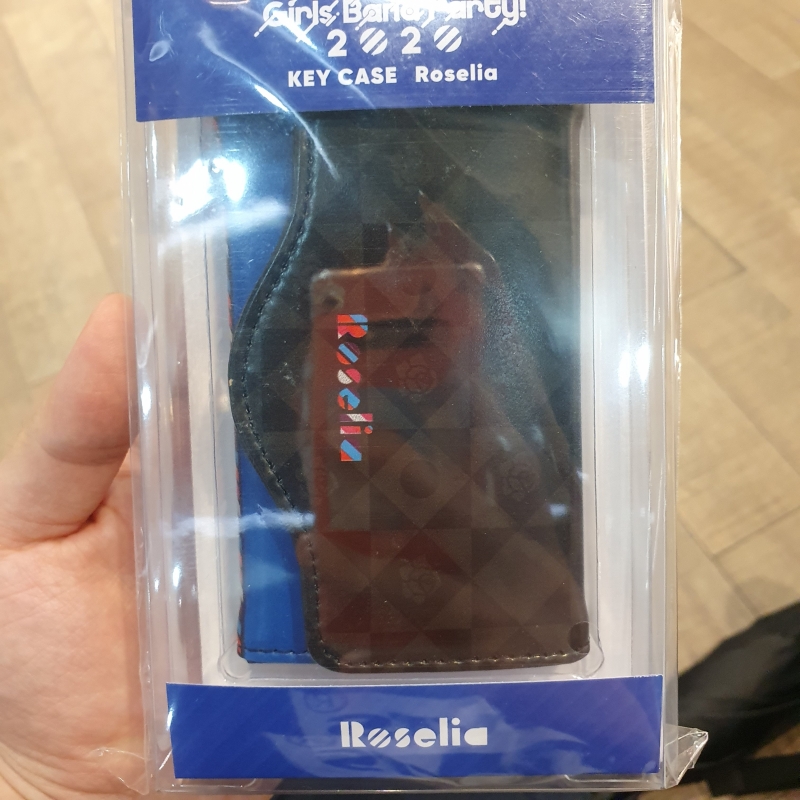 Girls Band Party!
2020
KEY CASE Roselia
Roselia
Roselia